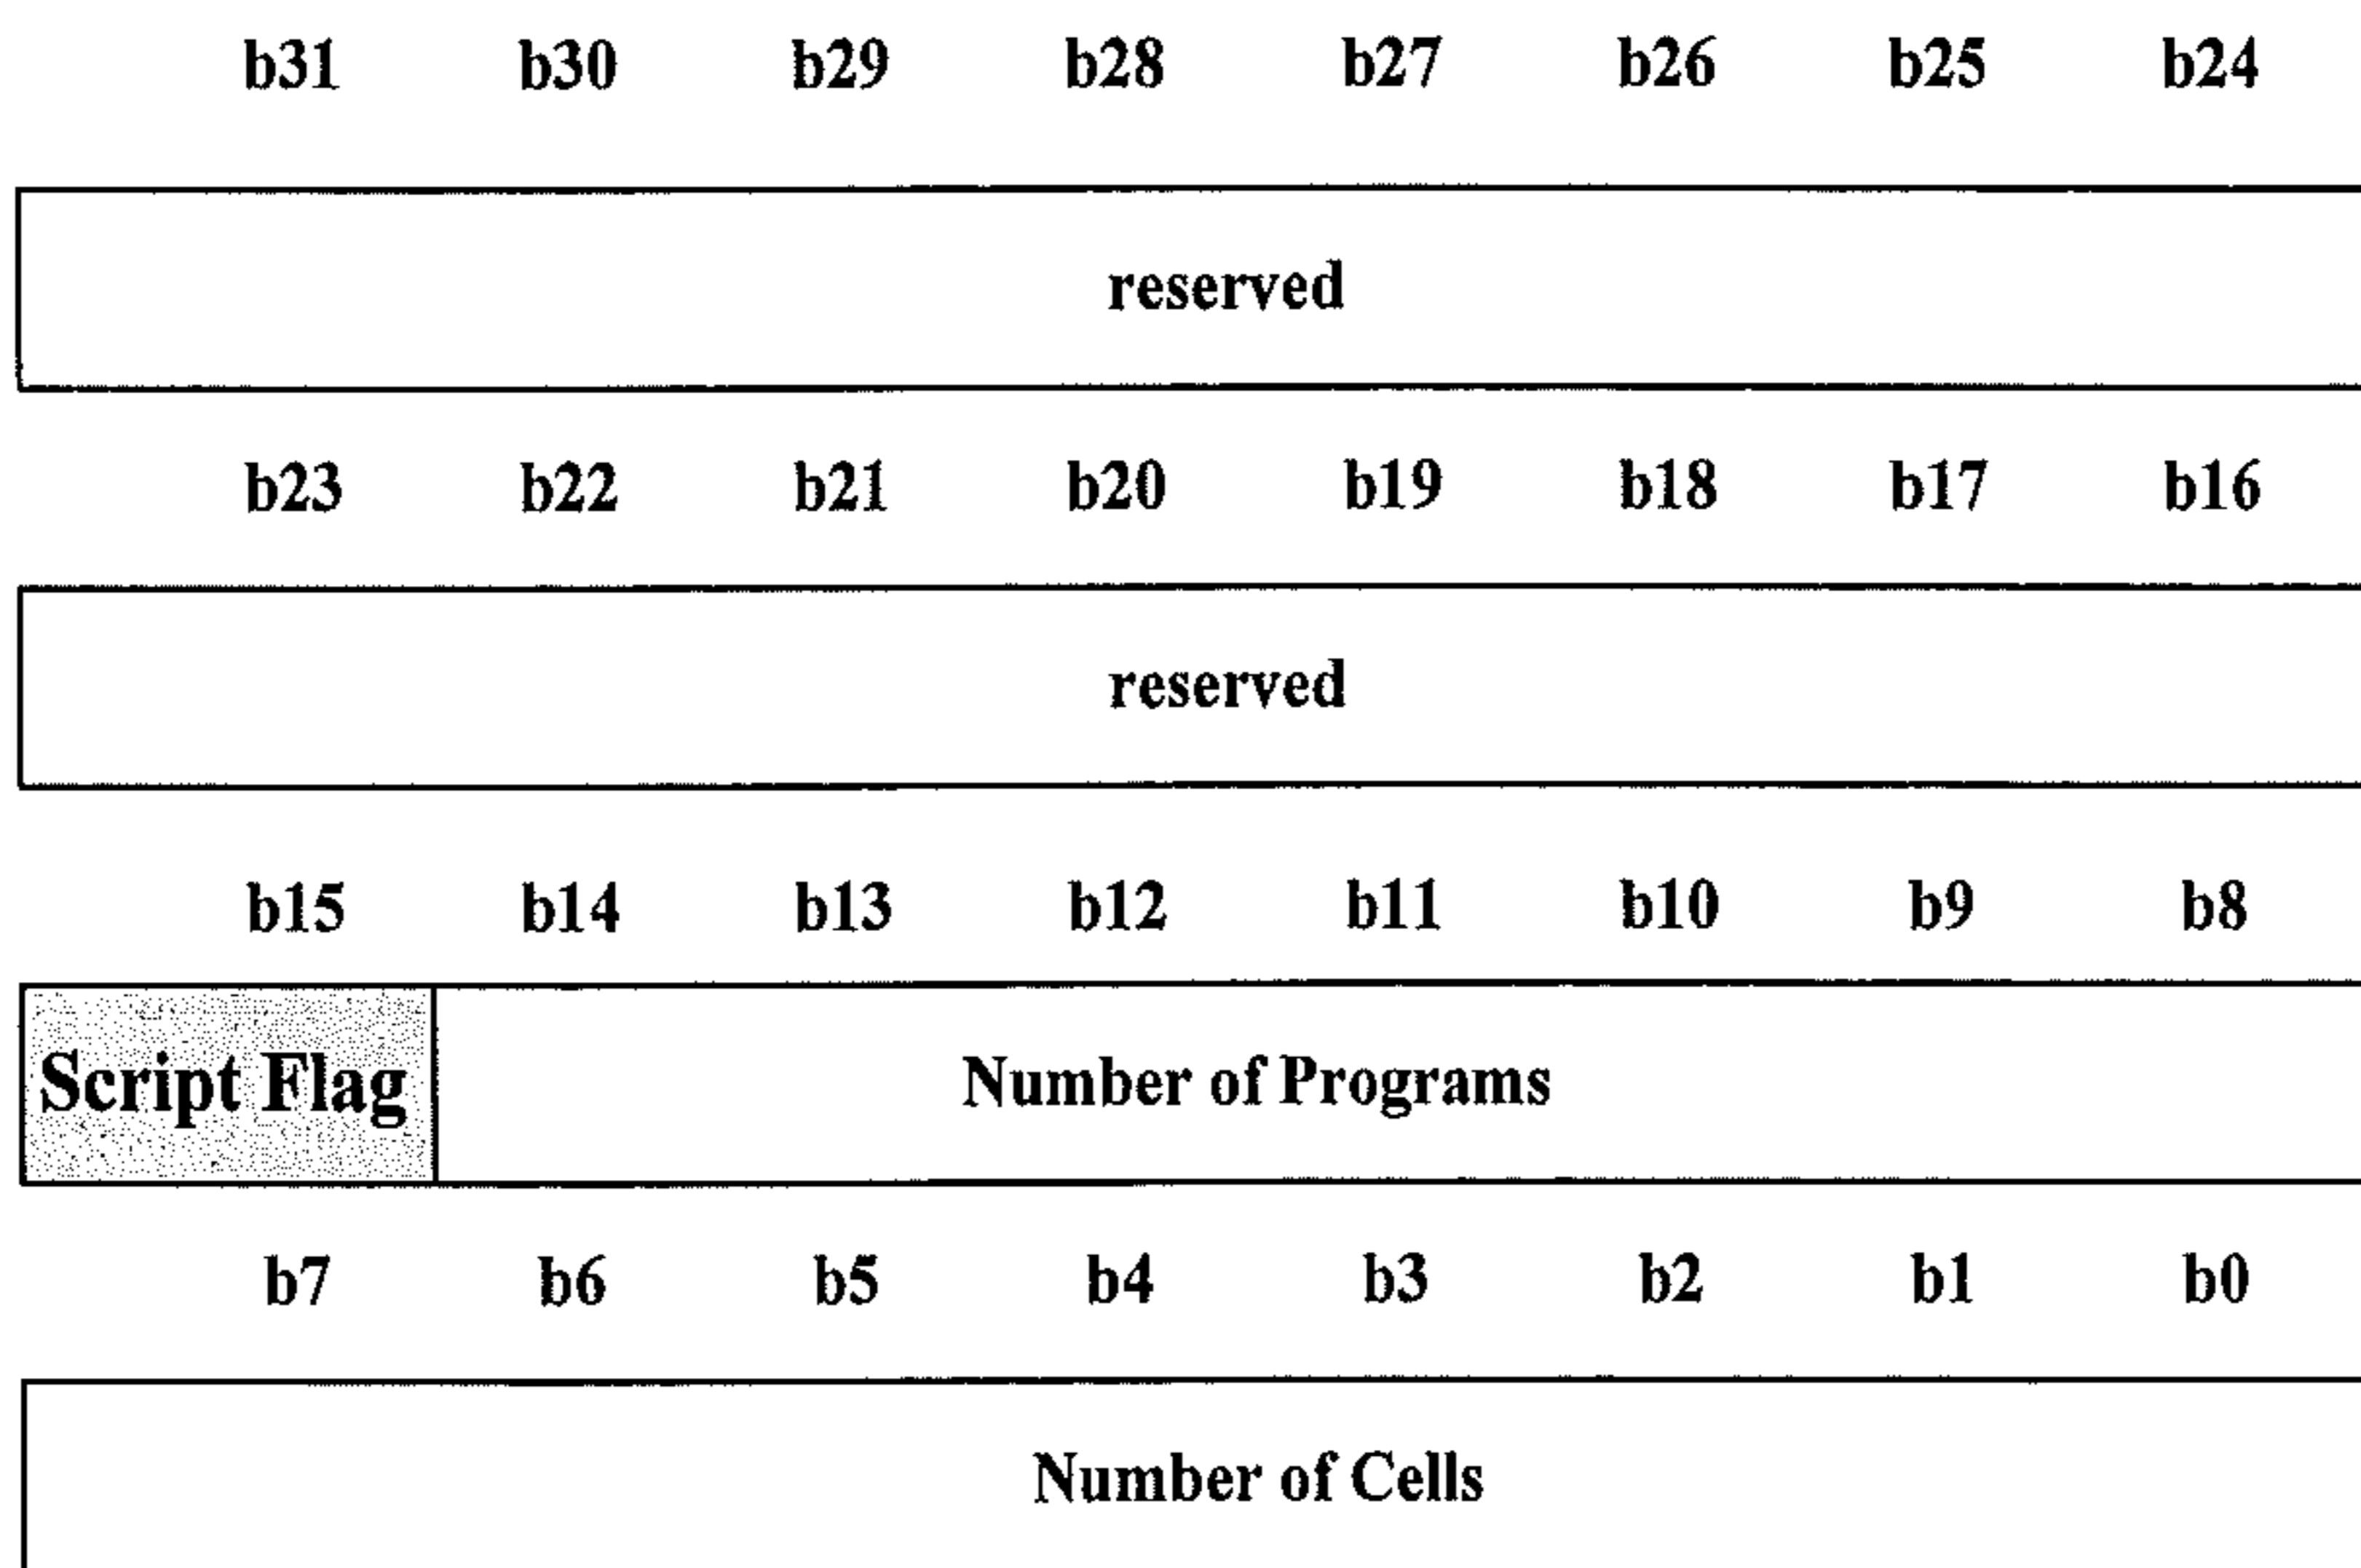 b31 b30 b29 b28 b27 b26 b25 b24
reserved
b23 b22 b21 b20 b19 b18 b17 b16
reserved
b15 b14 b13 b12 b11 b10 b9 b8
Script Flag Number of Programs
b7 b6 b5 b4 b3 b2 b1 b0
Number of Cells